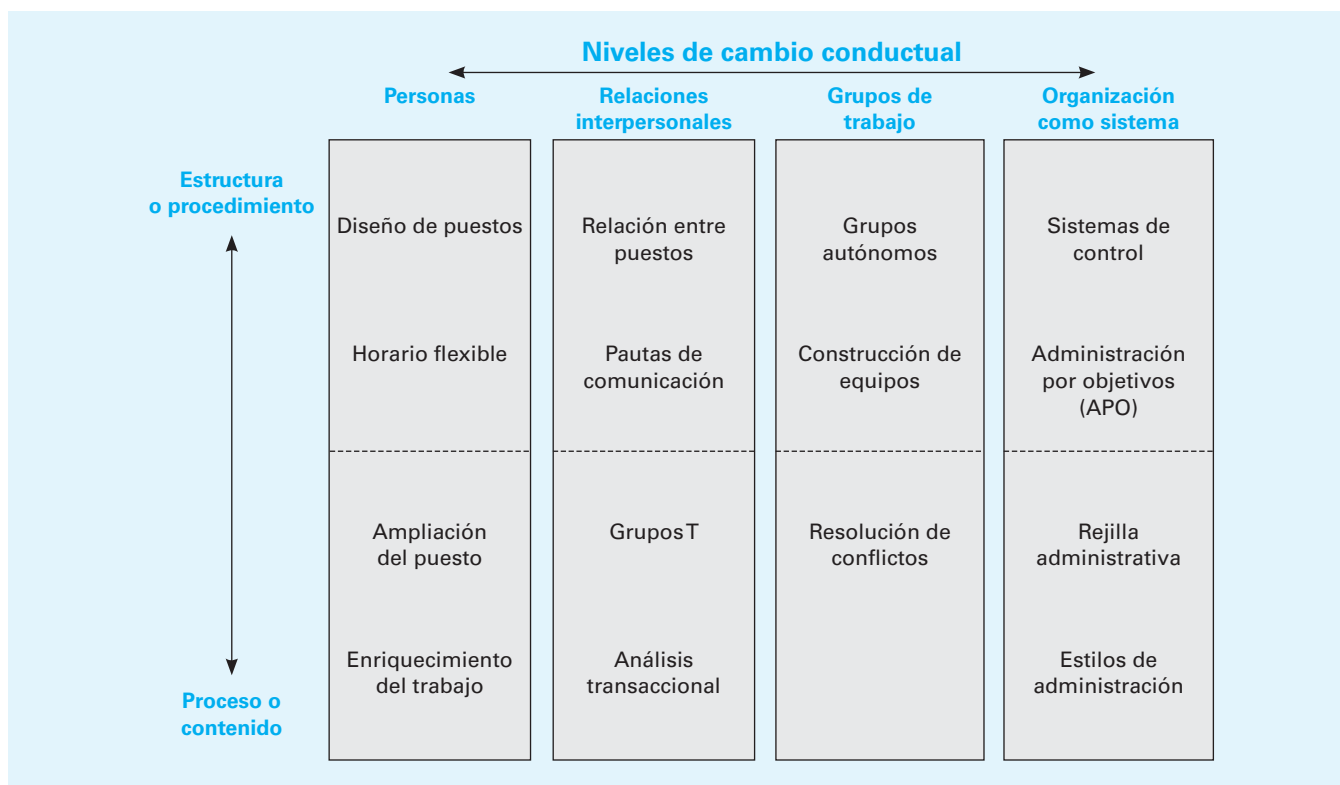 Niveles de cambio conductual
Personas
Relaciones
interpersonales
Grupos de
trabajo
Organización
como sistema
Estructura
o procedimiento
Diseño de puestos
Relación entre
puestos
Grupos
autónomos
Sistemas de
control
Horario flexible
Pautas de
comunicación
Construcción de
equipos
Administración
por objetivos
(APO)
Ampliación
del puesto
Grupos T
Resolución de
conflictos
Rejilla
administrativa
Enriquecimiento
del trabajo
Análisis
transaccional
Estilos de
administración
Proceso o
contenido